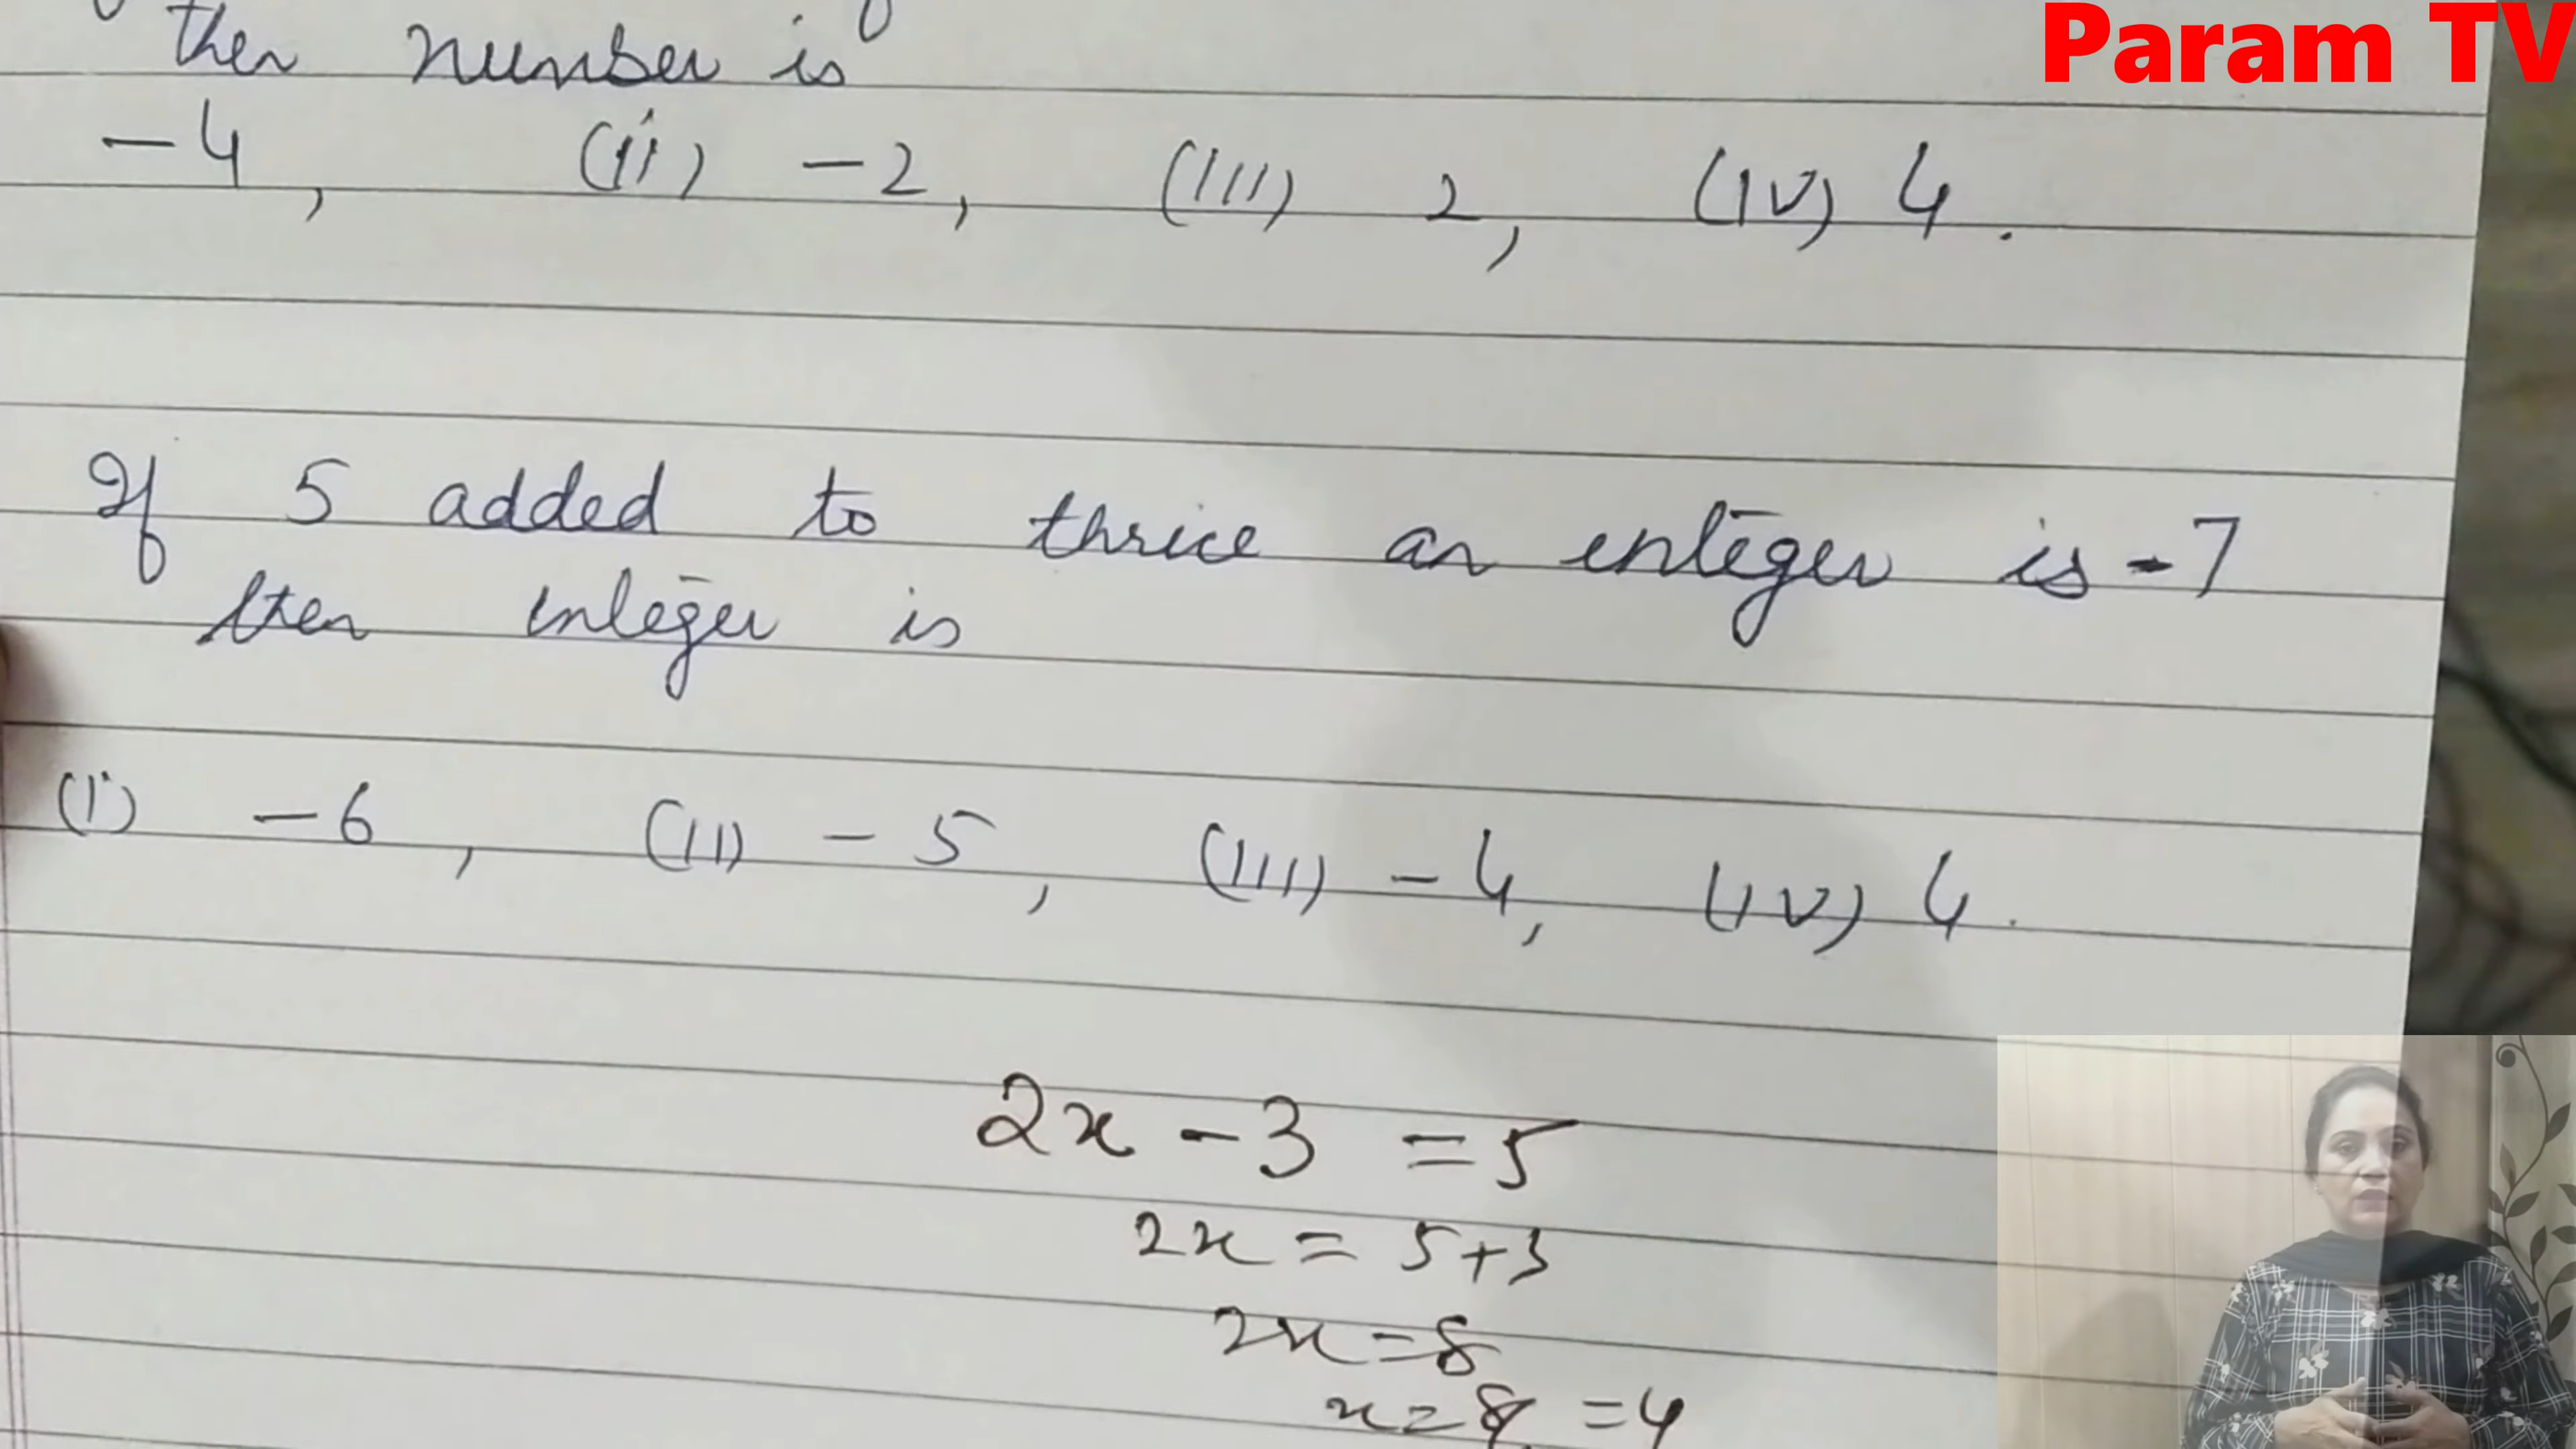 Param TV
then number is
-4, (ii) -2, (III) 2, (IV) 4.
If 5 added to thrice an integer is -7
then integer is
(i) -6, (II) -5, (III) -4, (IV) 4.
2x - 3 = 5
2x = 5+3
2x = 8
x = 8 = 4